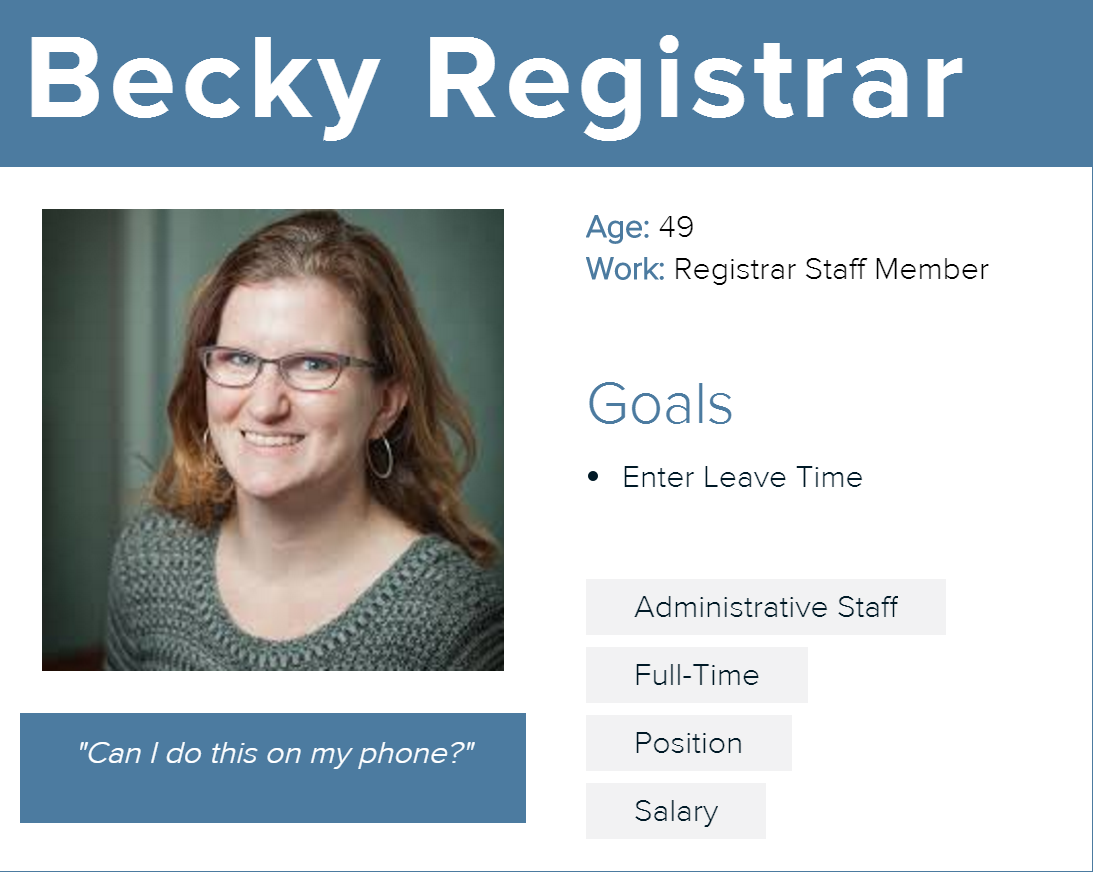 Becky Registrar
Age: 49
Work: Registrar Staff Member
Goals
• Enter Leave Time
Administrative Staff
Full-Time
Position
Salary
"Can I do this on my phone?"